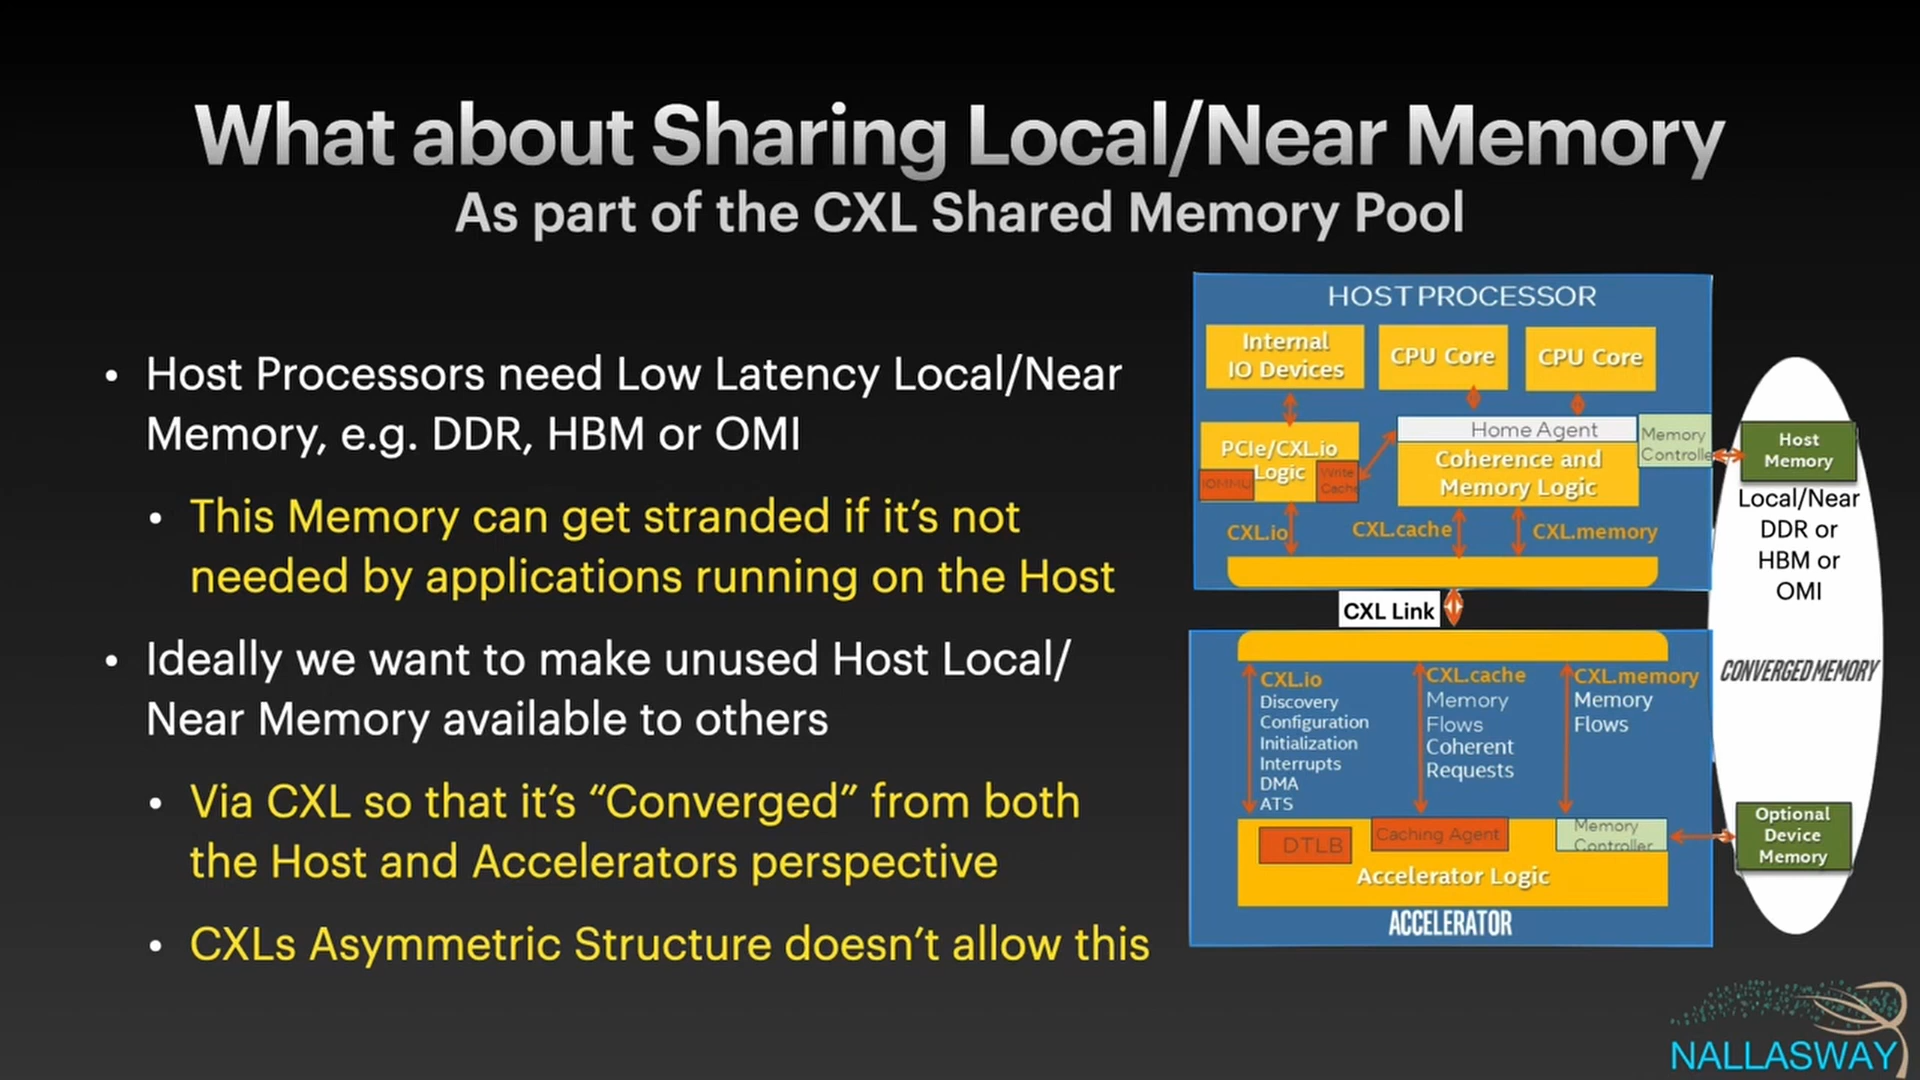 What about Sharing Local/Near Memory
As part of the CXL Shared Memory Pool
• Host Processors need Low Latency Local/Near
Memory, e.g. DDR, HBM or OMI
• This Memory can get stranded if it's not
needed by applications running on the Host
• Ideally we want to make unused Host Local/
Near Memory available to others
• Via CXL so that it's “Converged” from both
the Host and Accelerators perspective
• CXLs Asymmetric Structure doesn't allow this
HOST PROCESSOR
Internal
IO Devices
CPU Core
CPU Core
PCIe/CXL.io
Logic
IOMMU
Write
Cache
Home Agent
Coherence and
Memory Logic
Memory
Controlle
CXL.io
CXL.cache
CXL.memory
CXL Link
CXL.io
Discovery
Configuration
Initialization
Interrupts
DMA
ATS
CXL.cache
Memory
Flows
Coherent
Requests
CXL.memory
Memory
Flows
DTLB
Caching Agent
Memory
Controller
Accelerator Logic
ACCELERATOR
Host
Memory
Local/Near
DDR or
HBM or
OMI
CONVERGED MEMORY
Optional
Device
Memory
NALLASWAY